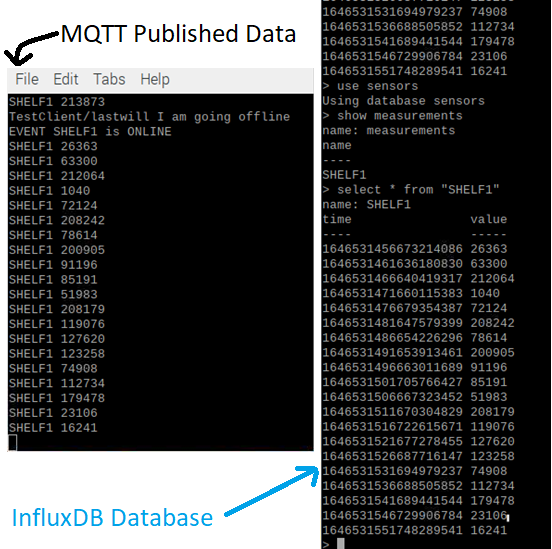 MQTT Published Data
File Edit Tabs Help
SHELF1 213873
TestClient/lastwill I am going offline
EVENT SHELF1 is ONLINE
SHELF1 26363
SHELF1 63300
SHELF1 212064
SHELF1 1040
SHELF1 72124
SHELF1 208242
SHELF1 78614
SHELF1 200905
SHELF1 91196
SHELF1 85191
SHELF1 51983
SHELF1 208179
SHELF1 119076
SHELF1 127620
SHELF1 123258
SHELF1 74908
SHELF1 112734
SHELF1 179478
SHELF1 23106
SHELF1 16241
InfluxDB Database
1646531531694979237 74908
1646531536688505852 112734
1646531541689441544 179478
1646531546729906784 23106
1646531551748289541 16241
> use sensors
Using database sensors
> show measurements
name: measurements
name
----
SHELF1
> select * from "SHELF1"
name: SHELF1
time value
---- -----
1646531456673214086 26363
1646531461636180830 63300
1646531466640419317 212064
1646531471660115383 1040
1646531476679354387 72124
1646531481647579399 208242
1646531486654226296 78614
1646531491653913461 200905
1646531496663011689 91196
1646531501705766427 85191
1646531506667323452 51983
1646531511670304829 208179
1646531516722615671 119076
1646531521677278455 127620
1646531526687716147 123258
1646531531694979237 74908
1646531536688505852 112734
1646531541689441544 179478
1646531546729906784 23106
1646531551748289541 16241
>